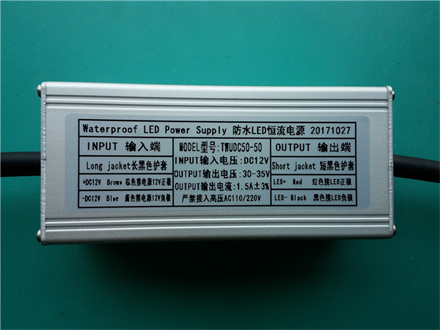 Waterproof LED Power Supply 防水LED恒流电源 20171027
INPUT 输入端
MODEL型号: TWUDC50-50
OUTPUT 输出端
Long jacket长黑色护套
INPUT输入电压:DC12V
OUTPUT输出电压:30-35V
Short jacket 短黑色护套
+DC12V Brown 棕色接电源12V正极
OUTPUT输出电流:1.5A±3%
LED+ Red 红色接LED正极
-DC12V Blue 蓝色接电源12V负极
严禁接入高压AC110/220V
LED- Black 黑色接LED负极